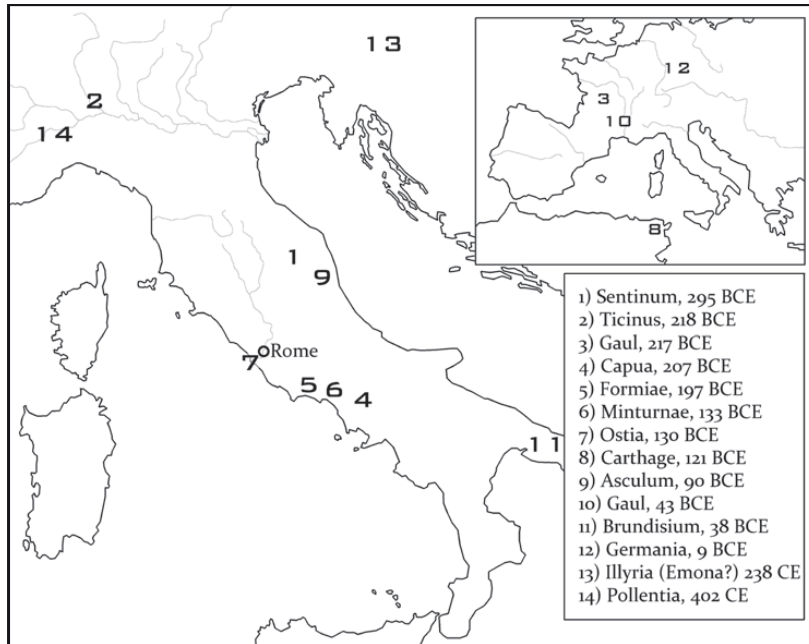 13
2
14
12
3
10
8
1
9
Rome
7
5 6 4
11
1) Sentinum, 295 BCE
2) Ticinus, 218 BCE
3) Gaul, 217 BCE
4) Capua, 207 BCE
5) Formiae, 197 BCE
6) Minturnae, 133 BCE
7) Ostia, 130 BCE
8) Carthage, 121 BCE
9) Asculum, 90 BCE
10) Gaul, 43 BCE
11) Brundisium, 38 BCE
12) Germania, 9 BCE
13) Illyria (Emona?) 238 CE
14) Pollentia, 402 CE